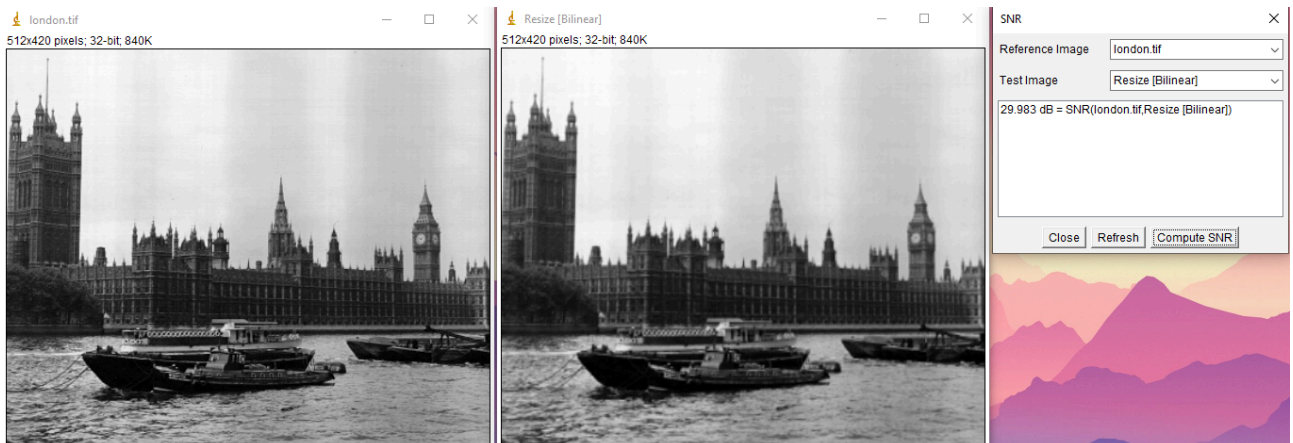 london.tif
512x420 pixels; 32-bit; 840K
Resize [Bilinear]
512x420 pixels; 32-bit; 840K
SNR
Reference Image london.tif
Test Image Resize [Bilinear]
29.983 dB = SNR(london.tif,Resize [Bilinear])
Close Refresh Compute SNR